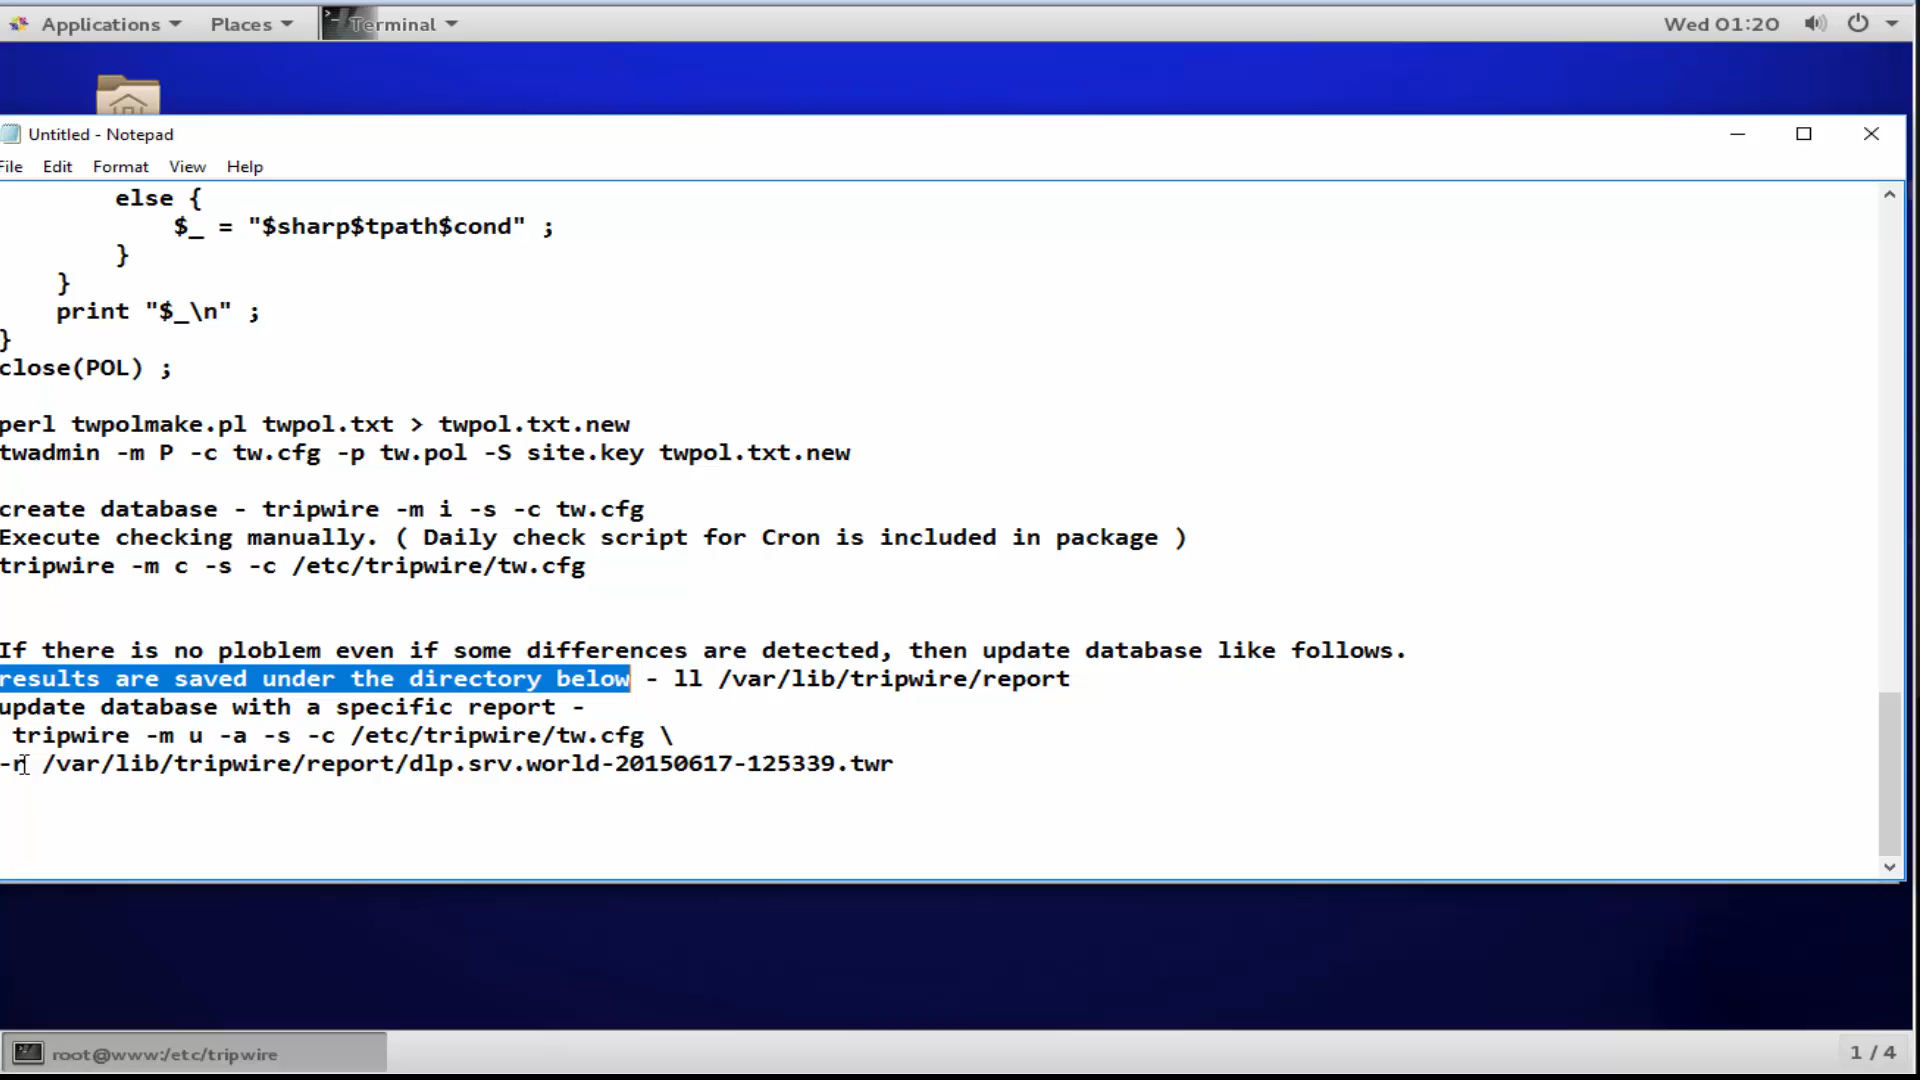 Applications Places Terminal Wed 01:20
Untitled - Notepad
File Edit Format View Help
else {
$_ = "$sharp$tpath$cond" ;
}
}
print "$_\n" ;
}
close(POL) ;
perl twpolmake.pl twpol.txt > twpol.txt.new
twadmin -m P -c tw.cfg -p tw.pol -S site.key twpol.txt.new
create database - tripwire -m i -s -c tw.cfg
Execute checking manually. ( Daily check script for Cron is included in package )
tripwire -m c -s -c /etc/tripwire/tw.cfg
If there is no ploblem even if some differences are detected, then update database like follows.
results are saved under the directory below - ll /var/lib/tripwire/report
update database with a specific report -
tripwire -m u -a -s -c /etc/tripwire/tw.cfg \
-r /var/lib/tripwire/report/dlp.srv.world-20150617-125339.twr
root@www:/etc/tripwire 1 / 4